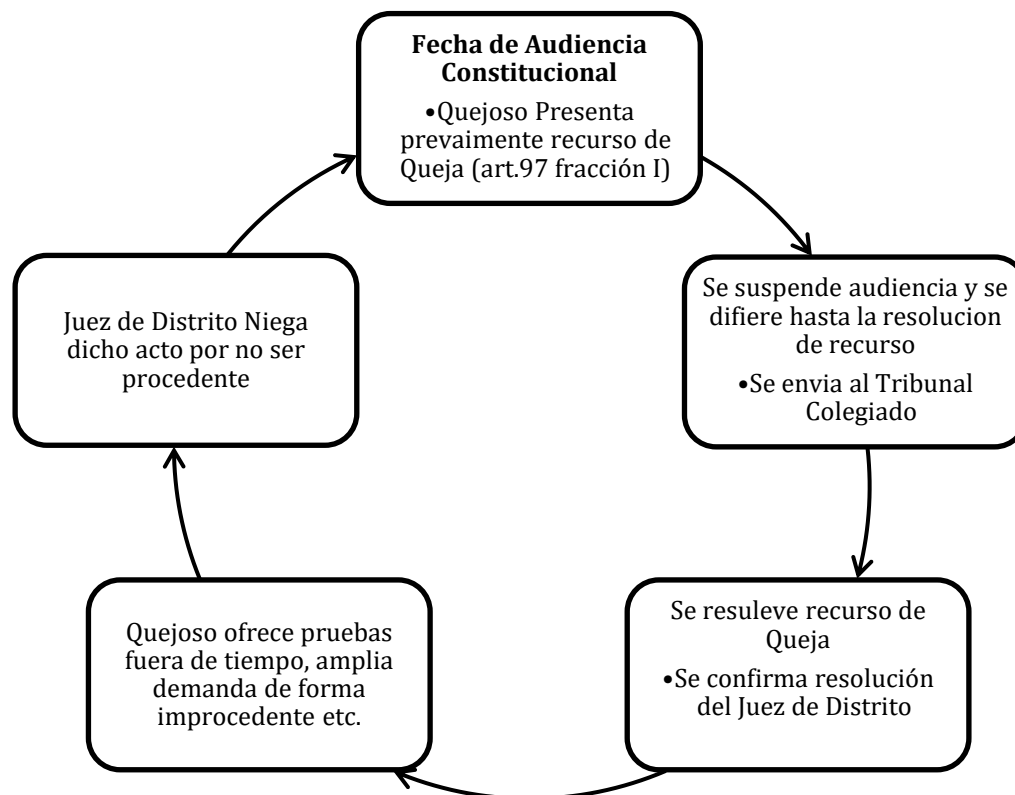 Fecha de Audiencia
Constitucional
•Quejoso Presenta
prevaimente recurso de
Queja (art.97 fracción I)
Se suspende audiencia y se
difiere hasta la resolucion
de recurso
•Se envia al Tribunal
Colegiado
Se resuleve recurso de
Queja
•Se confirma resolución
del Juez de Distrito
Quejoso ofrece pruebas
fuera de tiempo, amplia
demanda de forma
improcedente etc.
Juez de Distrito Niega
dicho acto por no ser
procedente